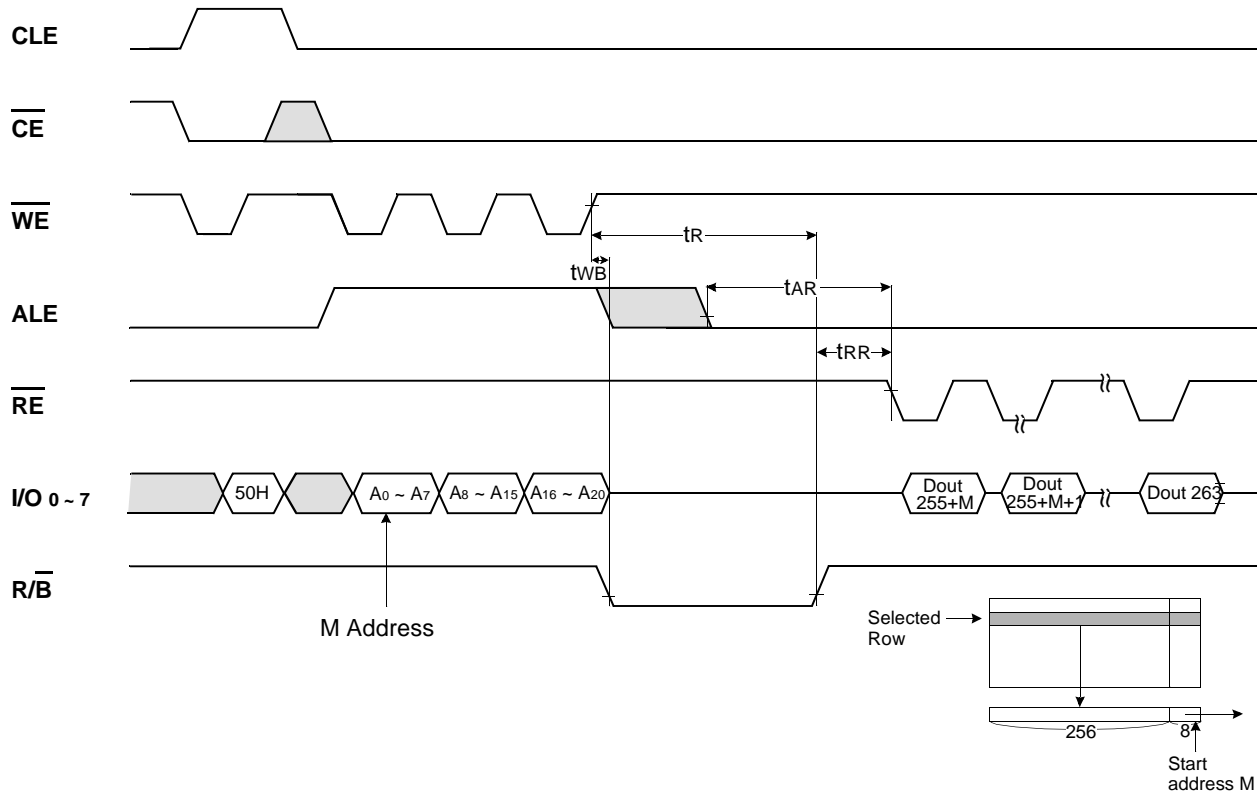 CLE
CE
WE
tR
tWB
tAR
ALE
tRR
RE
I/O 0 ~ 7
50H
A0 ~ A7
A8 ~ A15
A16 ~ A20
Dout
255+M
Dout
255+M+1
Dout 263
R/B
M Address
Selected
Row
256
8
Start
address M